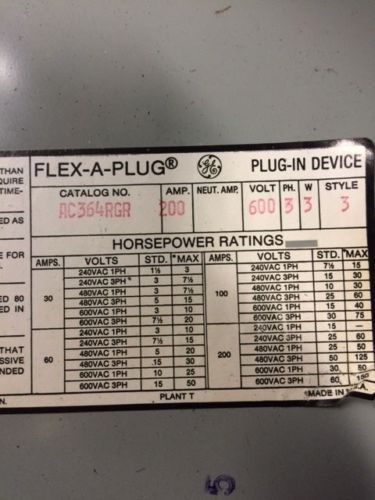 THAN
QUIRE
TIME-
ED AS
E FOR
ED 80
ED IN
THAT
SSIVE
NDED
N.
FLEX-A-PLUG® GE PLUG-IN DEVICE
CATALOG NO. AMP. NEUT. AMP. VOLT PH. W STYLE
AC364RGR 200 600 3 3 3
HORSEPOWER RATINGS
AMPS. VOLTS STD. *MAX AMPS. VOLTS STD. *MAX
240VAC 1PH 1½ 3 240VAC 1PH 7½ 15
240VAC 3PH 3 7½ 240VAC 3PH 15 30
30 480VAC 1PH 3 7½ 100 480VAC 1PH 10 30
480VAC 3PH 5 15 480VAC 3PH 25 60
600VAC 1PH 3 10 600VAC 1PH 15 40
600VAC 3PH 7½ 20 600VAC 3PH 30 75
240VAC 1PH 3 10 240VAC 1PH 15 —
240VAC 3PH 7½ 15 240VAC 3PH 25 60
60 480VAC 1PH 5 20 200 480VAC 1PH 25 50
480VAC 3PH 15 30 480VAC 3PH 50 125
600VAC 1PH 10 25 600VAC 1PH 30
600VAC 3PH 15 50 600VAC 3PH 60
PLANT T MADE IN
5